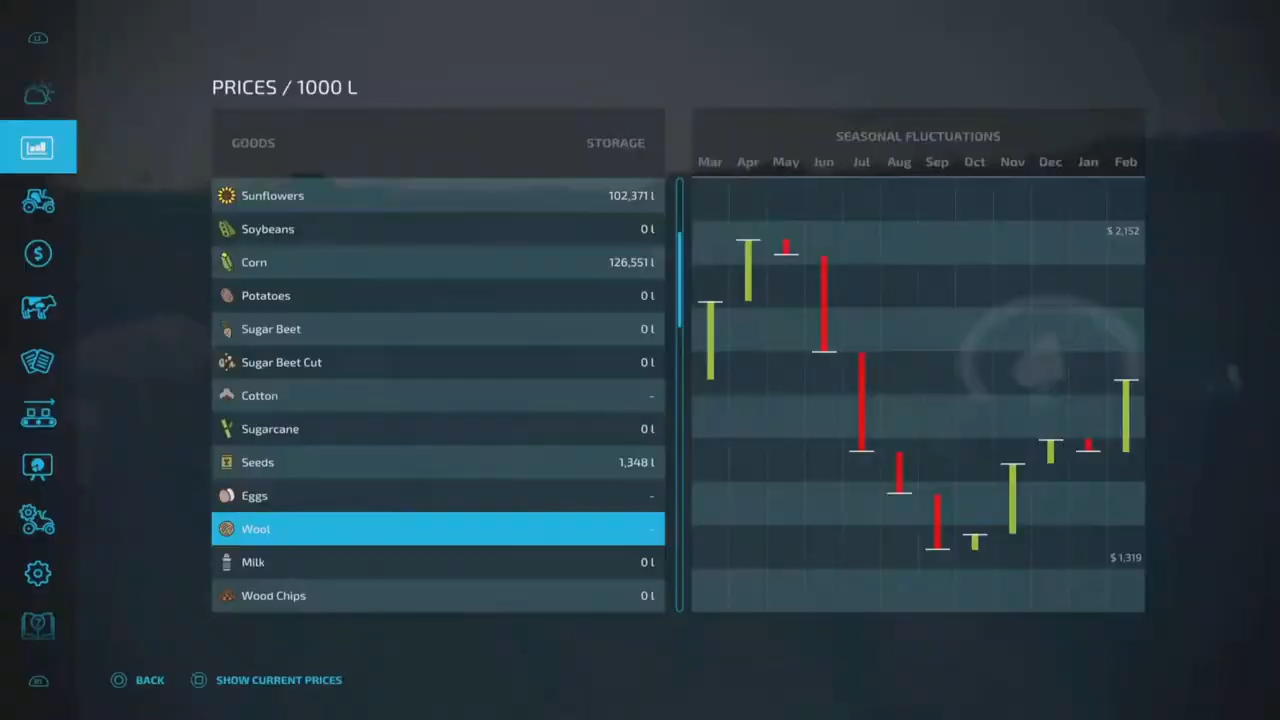 PRICES / 1000 L
GOODS STORAGE
Sunflowers 102,371 l
Soybeans 0 l
Corn 126,551 l
Potatoes 0 l
Sugar Beet 0 l
Sugar Beet Cut 0 l
Cotton -
Sugarcane 0 l
Seeds 1,348 l
Eggs -
Wool -
Milk 0 l
Wood Chips 0 l
SEASONAL FLUCTUATIONS
Mar Apr May Jun Jul Aug Sep Oct Nov Dec Jan Feb
$ 2,152
$ 1,319
BACK SHOW CURRENT PRICES